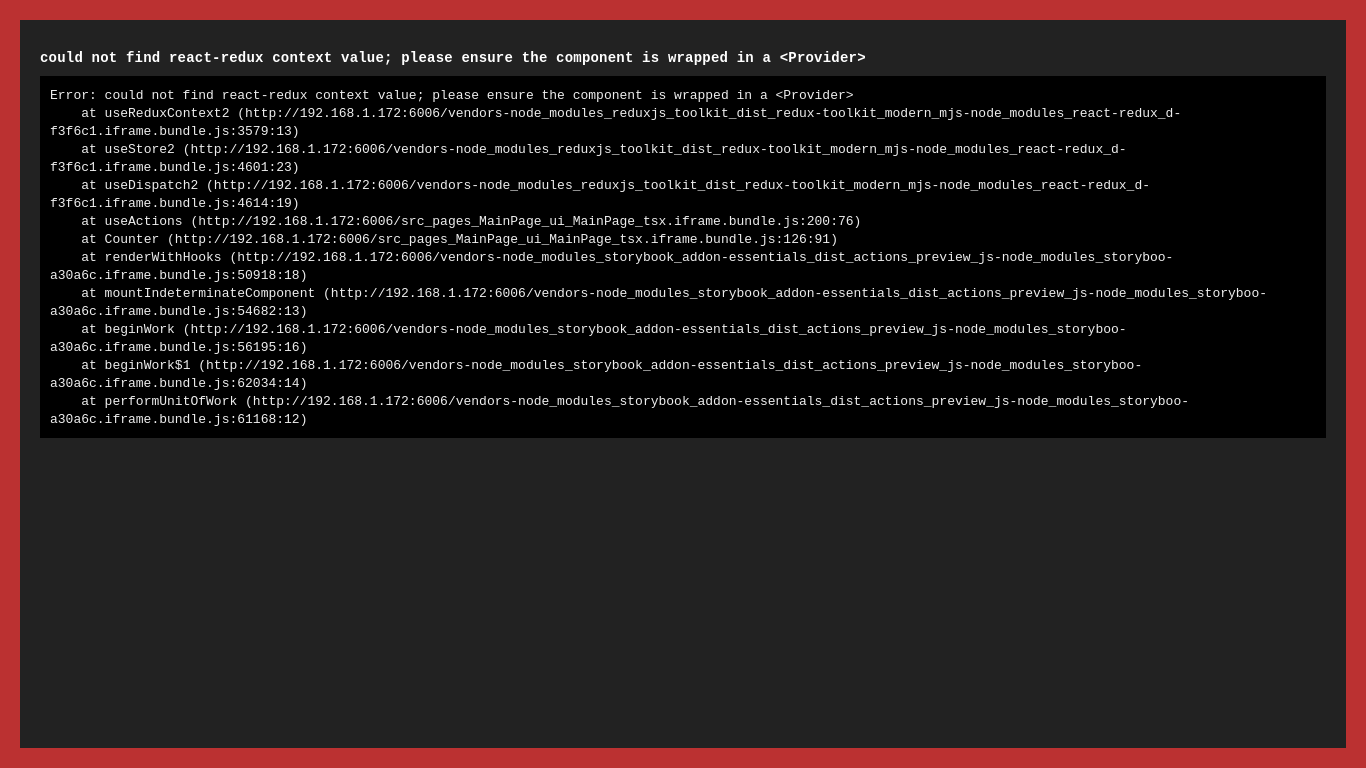 could not find react-redux context value; please ensure the component is wrapped in a <Provider>
Error: could not find react-redux context value; please ensure the component is wrapped in a <Provider>
    at useReduxContext2 (http://192.168.1.172:6006/vendors-node_modules_reduxjs_toolkit_dist_redux-toolkit_modern_mjs-node_modules_react-redux_d-
f3f6c1.iframe.bundle.js:3579:13)
    at useStore2 (http://192.168.1.172:6006/vendors-node_modules_reduxjs_toolkit_dist_redux-toolkit_modern_mjs-node_modules_react-redux_d-
f3f6c1.iframe.bundle.js:4601:23)
    at useDispatch2 (http://192.168.1.172:6006/vendors-node_modules_reduxjs_toolkit_dist_redux-toolkit_modern_mjs-node_modules_react-redux_d-
f3f6c1.iframe.bundle.js:4614:19)
    at useActions (http://192.168.1.172:6006/src_pages_MainPage_ui_MainPage_tsx.iframe.bundle.js:200:76)
    at Counter (http://192.168.1.172:6006/src_pages_MainPage_ui_MainPage_tsx.iframe.bundle.js:126:91)
    at renderWithHooks (http://192.168.1.172:6006/vendors-node_modules_storybook_addon-essentials_dist_actions_preview_js-node_modules_storyboo-
a30a6c.iframe.bundle.js:50918:18)
    at mountIndeterminateComponent (http://192.168.1.172:6006/vendors-node_modules_storybook_addon-essentials_dist_actions_preview_js-node_modules_storyboo-
a30a6c.iframe.bundle.js:54682:13)
    at beginWork (http://192.168.1.172:6006/vendors-node_modules_storybook_addon-essentials_dist_actions_preview_js-node_modules_storyboo-
a30a6c.iframe.bundle.js:56195:16)
    at beginWork$1 (http://192.168.1.172:6006/vendors-node_modules_storybook_addon-essentials_dist_actions_preview_js-node_modules_storyboo-
a30a6c.iframe.bundle.js:62034:14)
    at performUnitOfWork (http://192.168.1.172:6006/vendors-node_modules_storybook_addon-essentials_dist_actions_preview_js-node_modules_storyboo-
a30a6c.iframe.bundle.js:61168:12)